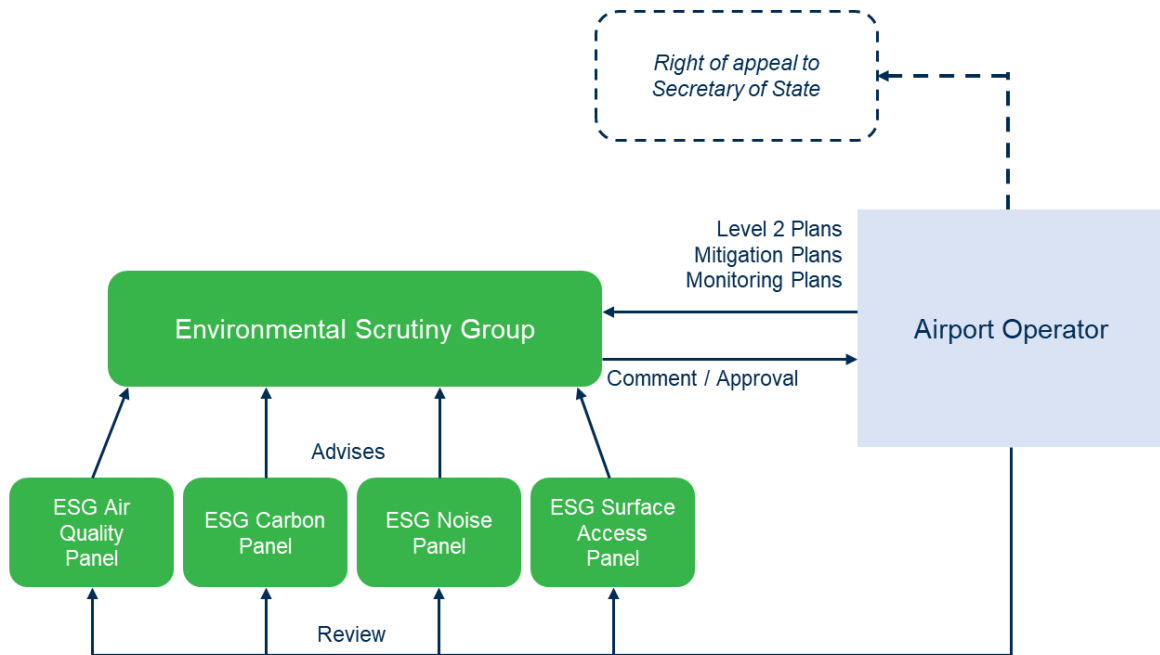 Right of appeal to
Secretary of State
Level 2 Plans
Mitigation Plans
Monitoring Plans
Environmental Scrutiny Group
Airport Operator
Comment / Approval
Advises
ESG Air
Quality
Panel
ESG Carbon
Panel
ESG Noise
Panel
ESG Surface
Access
Panel
Review